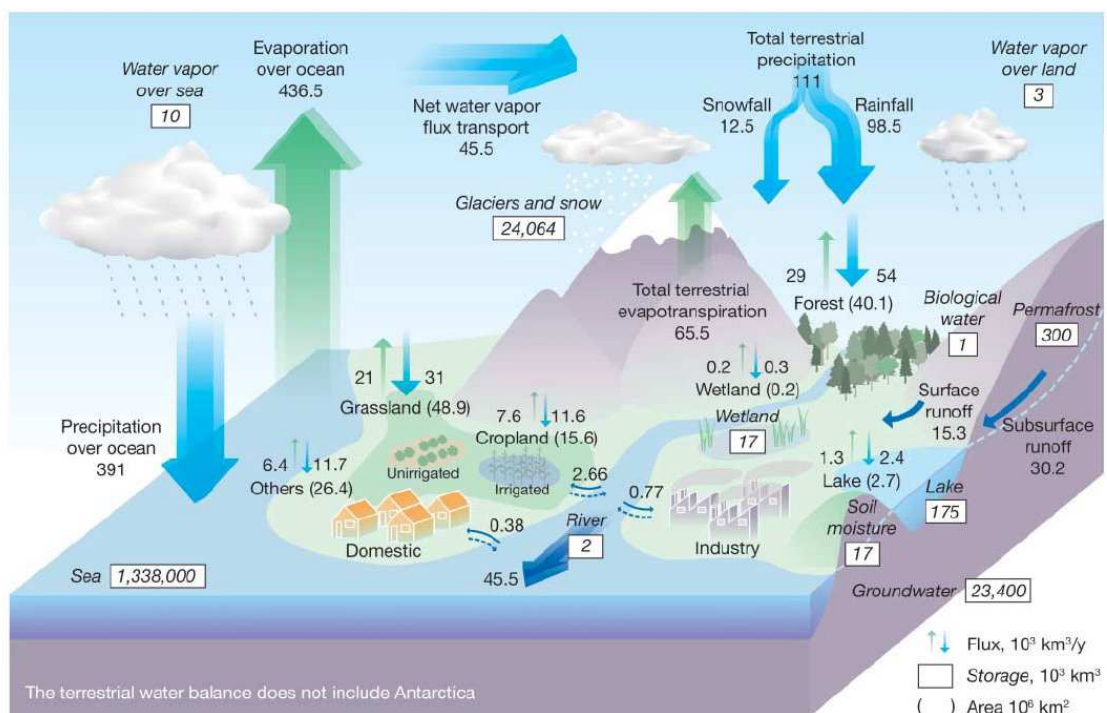 Evaporation
over ocean
436.5
Water vapor
over sea
10
Net water vapor
flux transport
45.5
Total terrestrial
precipitation
111
Snowfall
12.5
Rainfall
98.5
Water vapor
over land
3
Glaciers and snow
24,064
Total terrestrial
evapotranspiration
65.5
29
54
Forest (40.1)
Biological
water
1
Permafrost
300
Precipitation
over ocean
391
21
31
Grassland (48.9)
7.6
11.6
Cropland (15.6)
0.2
0.3
Wetland (0.2)
Wetland
17
Surface
runoff
15.3
Subsurface
runoff
30.2
6.4
11.7
Others (26.4)
Unirrigated
Irrigated
2.66
0.77
1.3
2.4
Lake (2.7)
Lake
175
Soil
moisture
17
Domestic
0.38
River
2
Industry
45.5
Sea 1,338,000
Groundwater 23,400
Flux, 10³ km³/y
Storage, 10³ km³
( ) Area 10⁶ km²
The terrestrial water balance does not include Antarctica